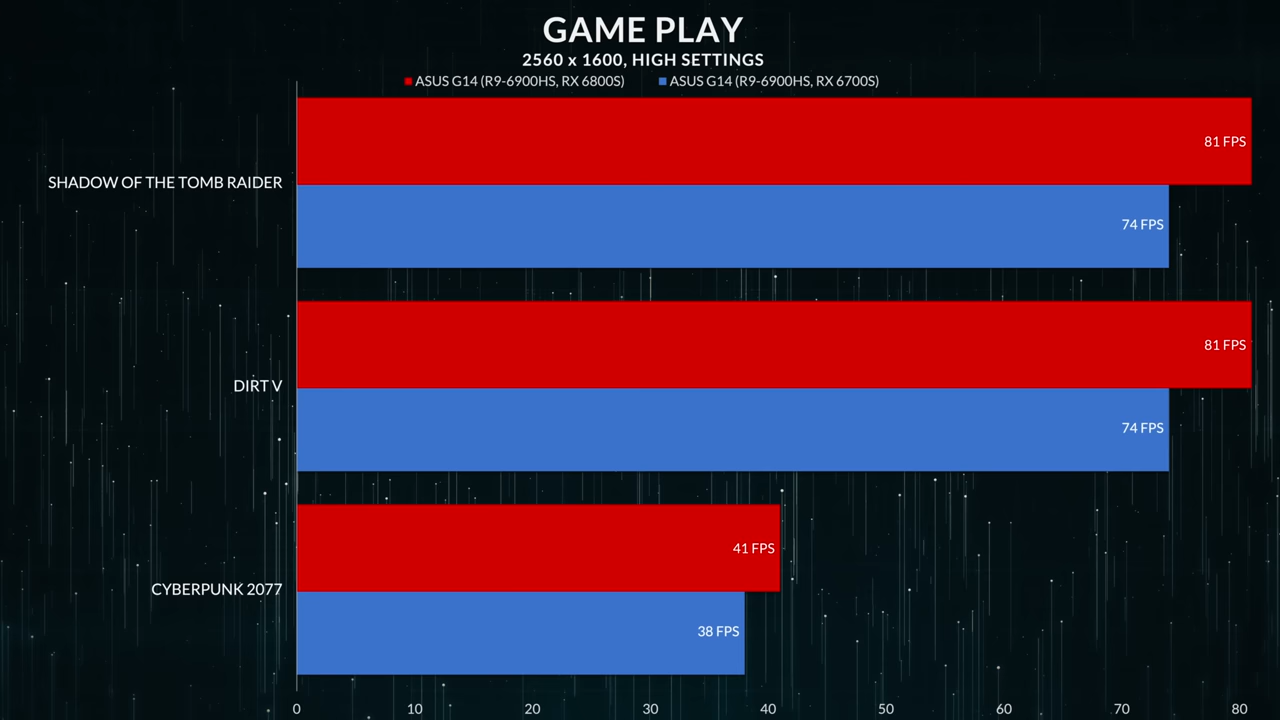 GAME PLAY
2560 x 1600, HIGH SETTINGS
ASUS G14 (R9-6900HS, RX 6800S) ASUS G14 (R9-6900HS, RX 6700S)
81 FPS
SHADOW OF THE TOMB RAIDER
74 FPS
81 FPS
DIRT V
74 FPS
41 FPS
CYBERPUNK 2077
38 FPS
0 10 20 30 40 50 60 70 80